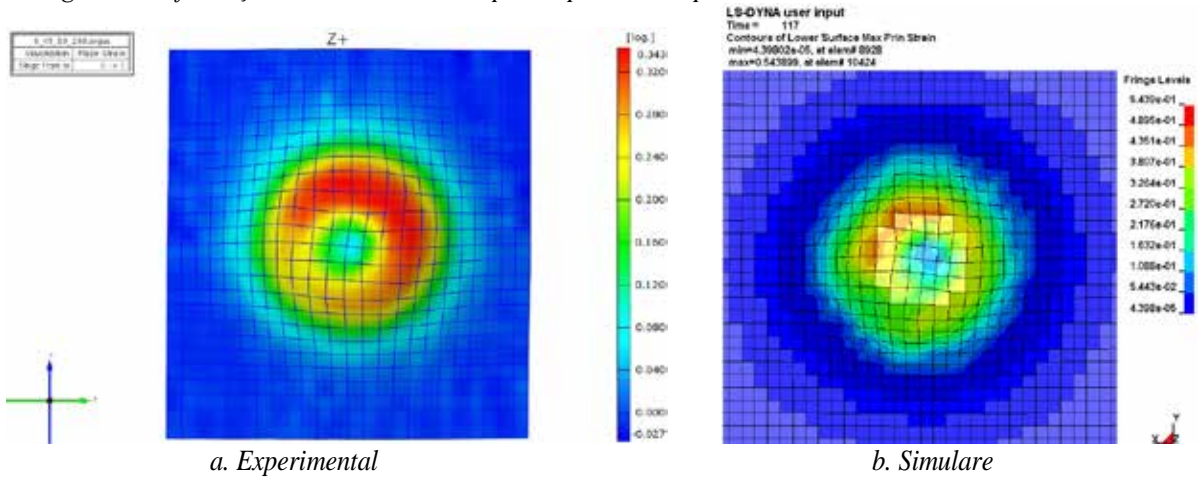 Z+
[log.]
0.343
0.320
0.280
0.240
0.200
0.160
0.120
0.080
0.040
0.000
-0.027
LS-DYNA user input
Time = 117
Contours of Lower Surface Max Prin Strain
min=4.39802e-05, at elem# 8928
max=0.543899, at elem# 10424
Fringe Levels
5.439e-01
4.895e-01
4.351e-01
3.807e-01
3.264e-01
2.720e-01
2.176e-01
1.632e-01
1.088e-01
5.443e-02
4.398e-05
Y
X
Z
a. Experimental
b. Simulare